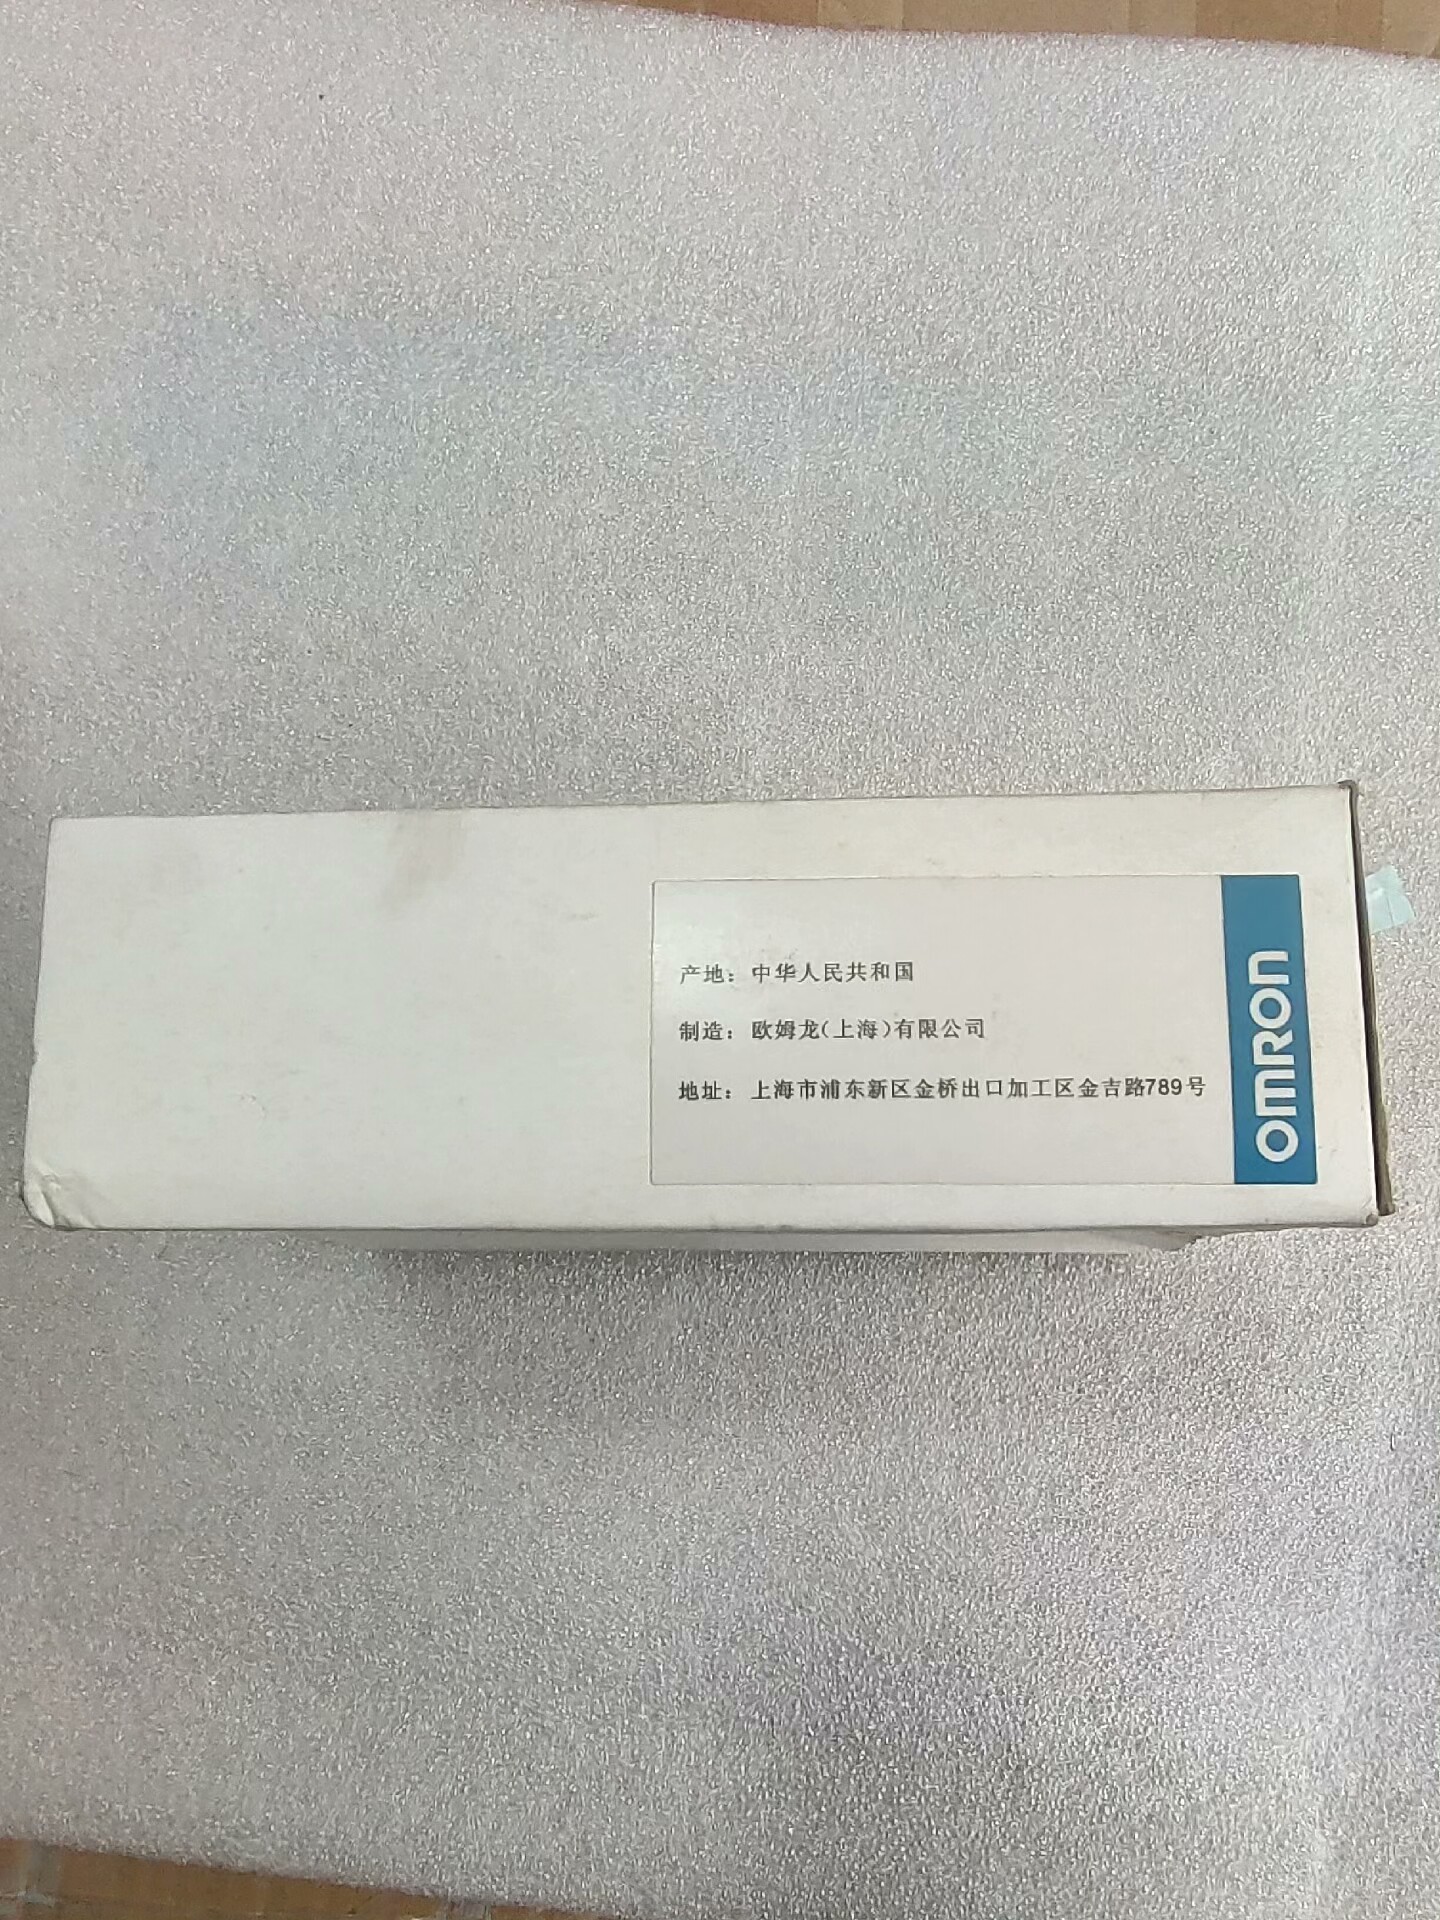 产地：中华人民共和国
制造：欧姆龙（上海）有限公司
地址：上海市浦东新区金桥出口加工区金吉路789号
OMRON